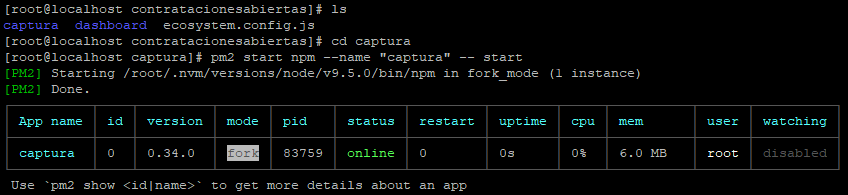 [root@localhost contratacionesabiertas]# ls
captura dashboard ecosystem.config.js
[root@localhost contratacionesabiertas]# cd captura
[root@localhost captura]# pm2 start npm --name "captura" -- start
[PM2] Starting /root/.nvm/versions/node/v9.5.0/bin/npm in fork_mode (1 instance)
[PM2] Done.
App name id version mode pid status restart uptime cpu mem user watching
captura 0 0.34.0 fork 83759 online 0 0s 0% 6.0 MB root disabled
Use `pm2 show <id|name>` to get more details about an app